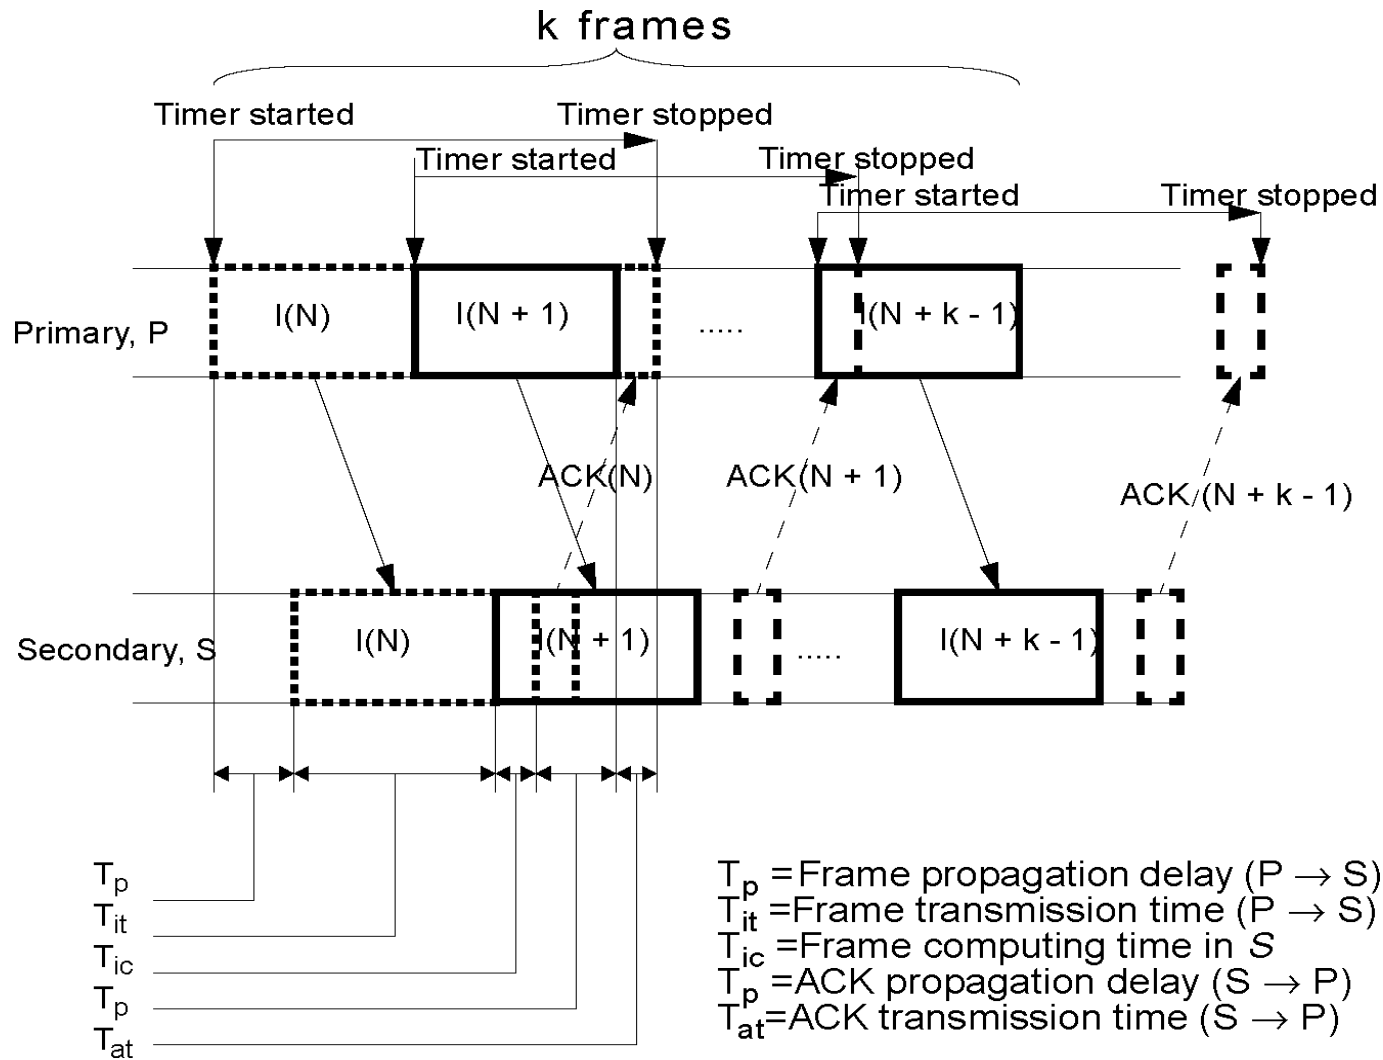 k frames
Timer started
Timer stopped
Timer started
Timer stopped
Timer started
Timer stopped
Primary, P
I(N)
I(N + 1)
.....
I(N + k - 1)
ACK(N)
ACK(N + 1)
ACK (N + k - 1)
Secondary, S
I(N)
I(N + 1)
.....
I(N + k - 1)
Tp
Tit
Tic
Tp
Tat
Tp =Frame propagation delay (P → S)
Tit =Frame transmission time (P → S)
Tic =Frame computing time in S
Tp =ACK propagation delay (S → P)
Tat=ACK transmission time (S → P)